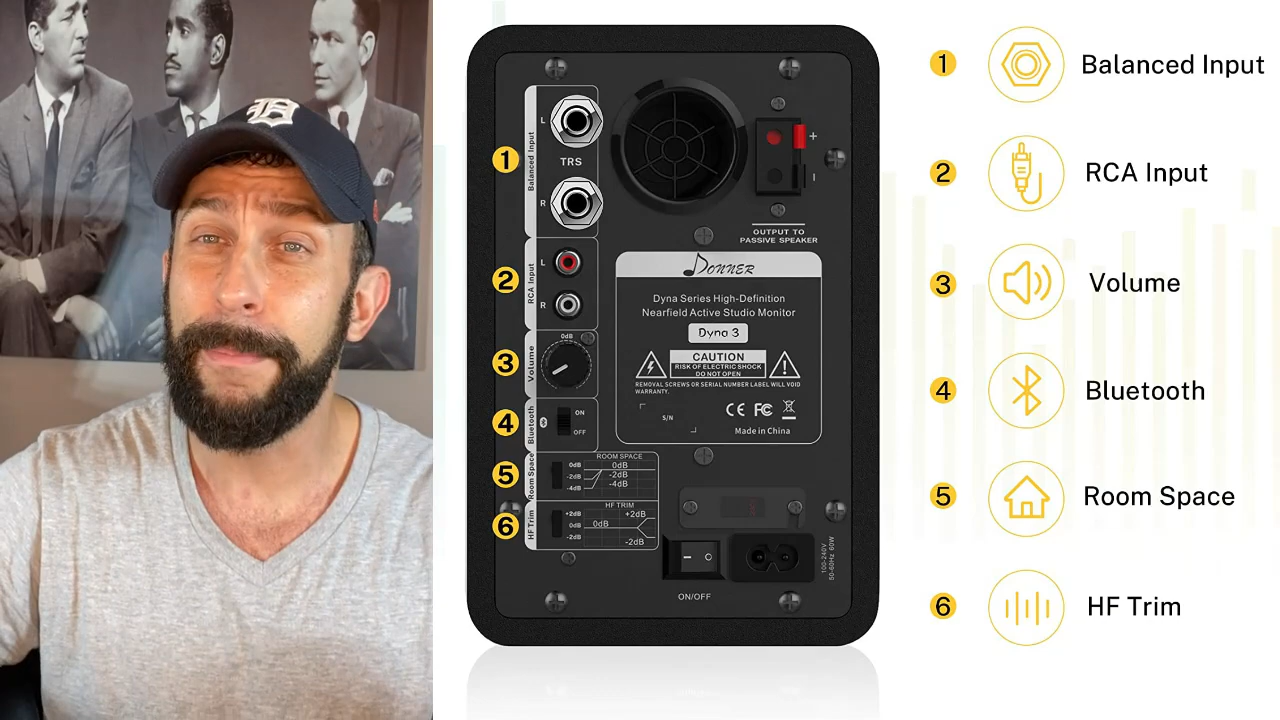 D
1
Balanced Input
L
TRS
R
2
RCA Input
L
R
3
Volume
0dB
4
Bluetooth
ON
OFF
5
Room Space
0dB
-2dB
-4dB
ROOM SPACE
0dB
-2dB
-4dB
6
HF Trim
+2dB
0dB
-2dB
HF TRIM
0dB
+2dB
-2dB
+
-
OUTPUT TO
PASSIVE SPEAKER
DONNER
Dyna Series High-Definition
Nearfield Active Studio Monitor
Dyna 3
CAUTION
RISK OF ELECTRIC SHOCK
DO NOT OPEN
REMOVAL SCREWS OR SERIAL NUMBER LABEL WILL VOID
WARRANTY.
S/N
CE FC
Made in China
ON/OFF
100-240V
50-60Hz 60W
1 Balanced Input
2 RCA Input
3 Volume
4 Bluetooth
5 Room Space
6 HF Trim